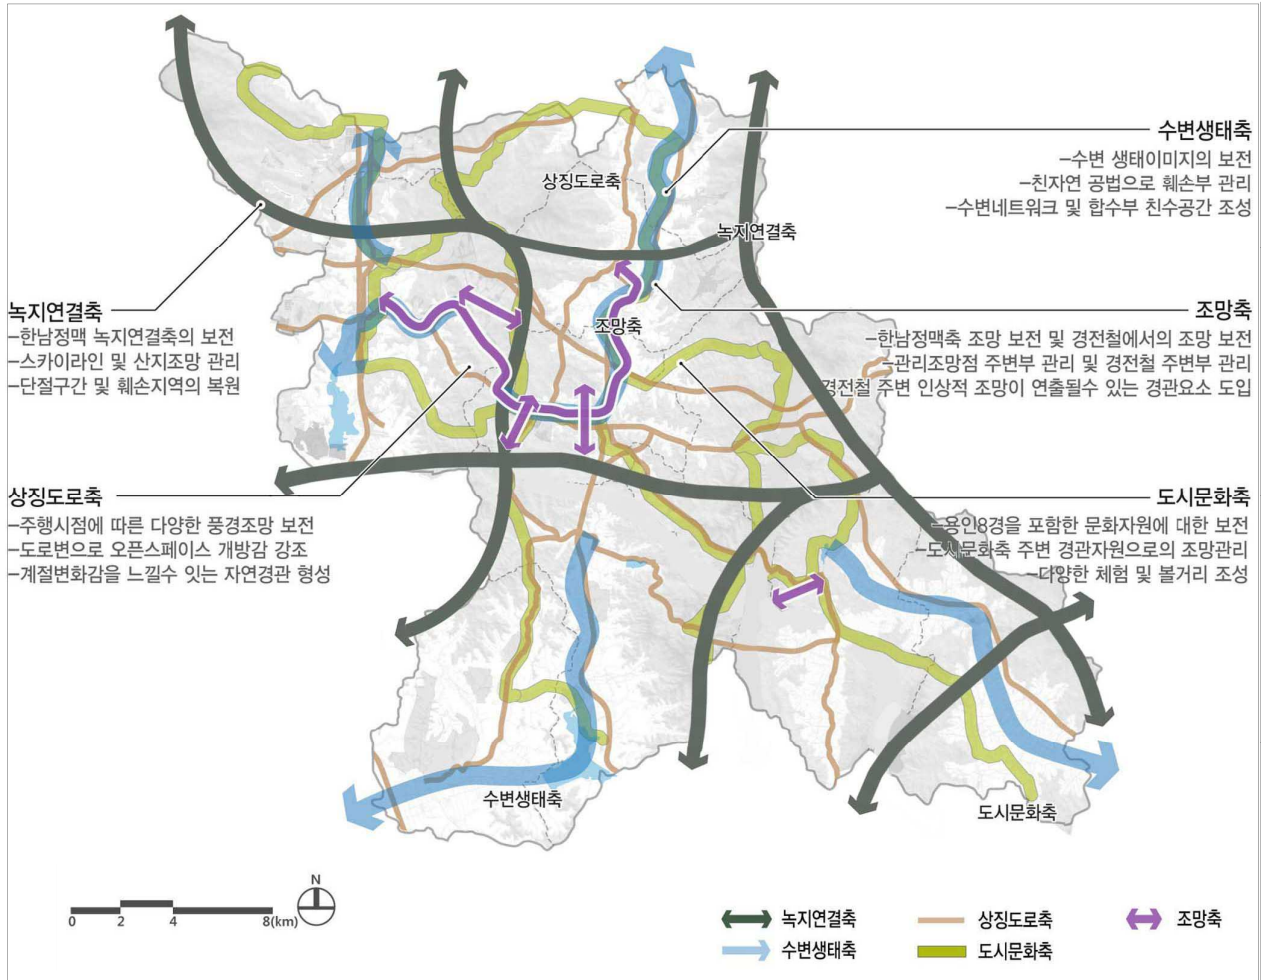 수변생태축
–수변 생태이미지의 보전
–친자연 공법으로 훼손부 관리
–수변네트워크 및 합수부 친수공간 조성
상징도로축
녹지연결축
녹지연결축
–한남정맥 녹지연결축의 보전
–스카이라인 및 산지조망 관리
–단절구간 및 훼손지역의 복원
조망축
조망축
–한남정맥축 조망 보전 및 경전철에서의 조망 보전
–관리조망점 주변부 관리 및 경전철 주변부 관리
경전철 주변 인상적 조망이 연출될수 있는 경관요소 도입
상징도로축
–주행시점에 따른 다양한 풍경조망 보전
–도로변으로 오픈스페이스 개방감 강조
–계절변화감을 느낄수 잇는 자연경관 형성
도시문화축
–용인8경을 포함한 문화자원에 대한 보전
–도시문화축 주변 경관자원으로의 조망관리
–다양한 체험 및 볼거리 조성
수변생태축
도시문화축
N
0 2 4 8(km)
녹지연결축 상징도로축 조망축
수변생태축 도시문화축